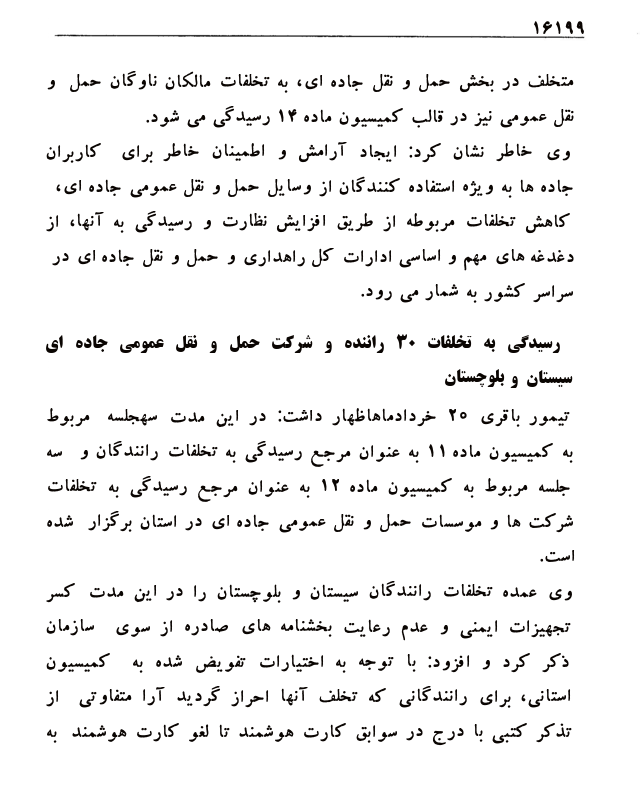 ۱۶۱۹۹
متخلف در بخش حمل و نقل جاده ای، به تخلفات مالکان ناوگان حمل و
نقل عمومی نیز در قالب کمیسیون ماده ۱۴ رسیدگی می شود.
وی خاطر نشان کرد: ایجاد آرامش و اطمینان خاطر برای کاربران
جاده ها به ویژه استفاده کنندگان از وسایل حمل و نقل عمومی جاده ای،
کاهش تخلفات مربوطه از طریق افزایش نظارت و رسیدگی به آنها، از
دغدغه های مهم و اساسی ادارات کل راهداری و حمل و نقل جاده ای در
سراسر کشور به شمار می رود.
رسیدگی به تخلفات ۳۰ راننده و شرکت حمل و نقل عمومی جاده ای
سیستان و بلوچستان
تیمور باقری ۲۵ خردادماهاظهار داشت: در این مدت سهجلسه مربوط
به کمیسیون ماده ۱۱ به عنوان مرجع رسیدگی به تخلفات رانندگان و سه
جلسه مربوط به کمیسیون ماده ۱۲ به عنوان مرجع رسیدگی به تخلفات
شرکت ها و موسسات حمل و نقل عمومی جاده ای در استان برگزار شده
است.
وی عمده تخلفات رانندگان سیستان و بلوچستان را در این مدت کسر
تجهیزات ایمنی و عدم رعایت بخشنامه های صادره از سوی سازمان
ذکر کرد و افزود: با توجه به اختیارات تفویض شده به کمیسیون
استانی، برای رانندگانی که تخلف آنها احراز گردید آرا متفاوتی از
تذکر کتبی با درج در سوابق کارت هوشمند تا لغو کارت هوشمند به